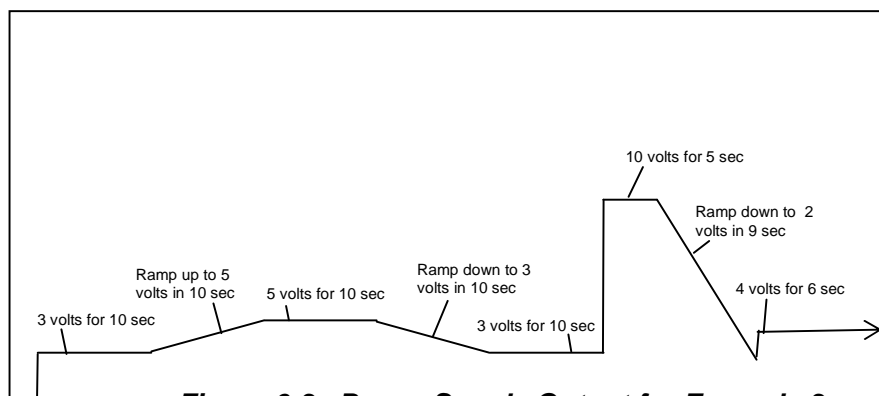 10 volts for 5 sec
Ramp down to 2
volts in 9 sec
Ramp up to 5
volts in 10 sec
Ramp down to 3
volts in 10 sec
5 volts for 10 sec
4 volts for 6 sec
3 volts for 10 sec
3 volts for 10 sec